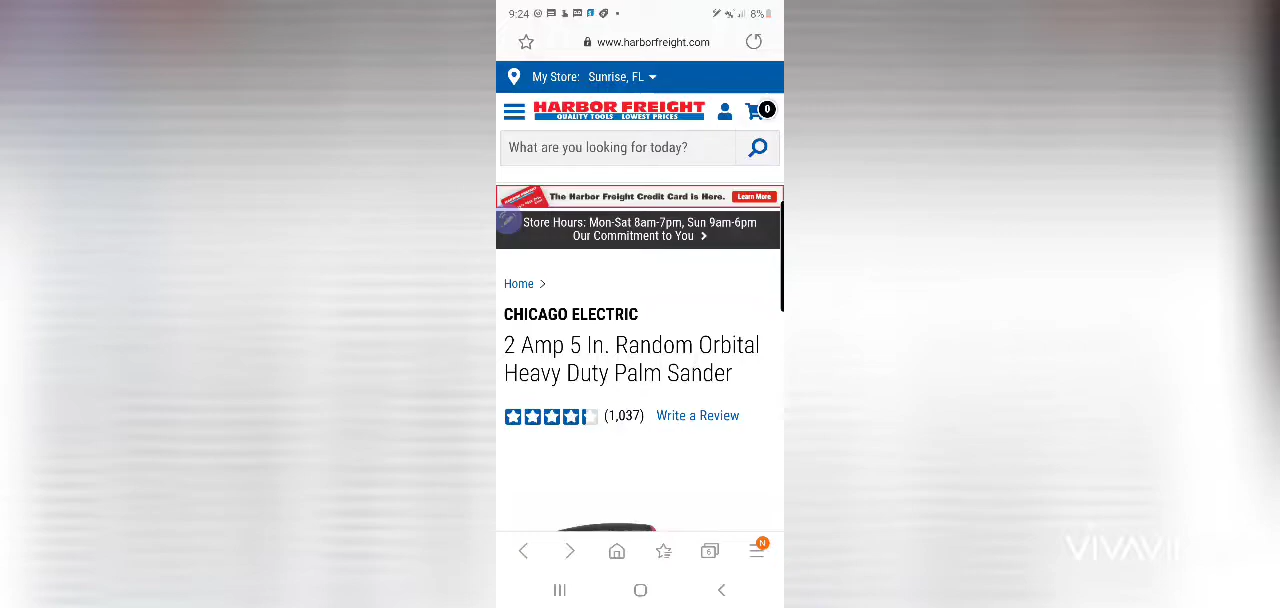 9:24 8%
www.harborfreight.com
My Store: Sunrise, FL
HARBOR FREIGHT
QUALITY TOOLS LOWEST PRICES
0
What are you looking for today?
The Harbor Freight Credit Card is Here. Learn More
Store Hours: Mon-Sat 8am-7pm, Sun 9am-6pm
Our Commitment to You
Home
CHICAGO ELECTRIC
2 Amp 5 In. Random Orbital
Heavy Duty Palm Sander
(1,037) Write a Review
6 N